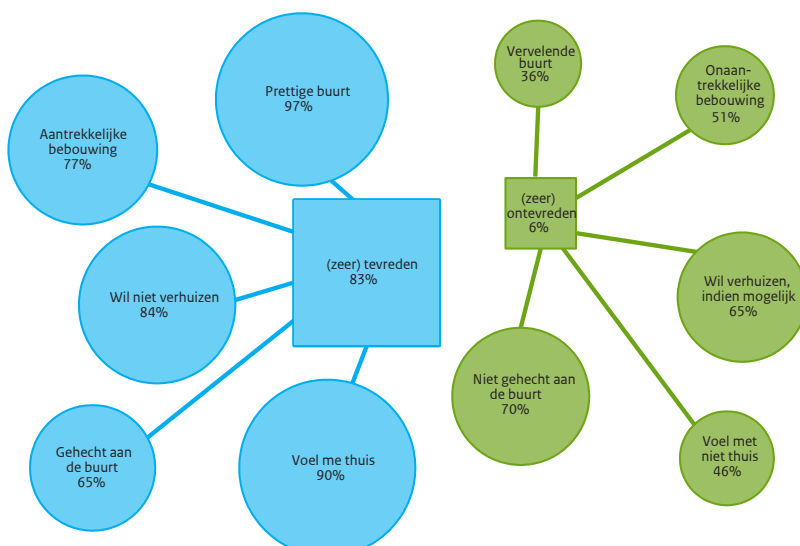 Prettige buurt
97%
Aantrekkelijke
bebouwing
77%
(zeer) tevreden
83%
Wil niet verhuizen
84%
Gehecht aan
de buurt
65%
Voel me thuis
90%
Vervelende
buurt
36%
Onaan-
trekkelijke
bebouwing
51%
(zeer)
ontevreden
6%
Wil verhuizen,
indien mogelijk
65%
Niet gehecht aan
de buurt
70%
Voel met
niet thuis
46%